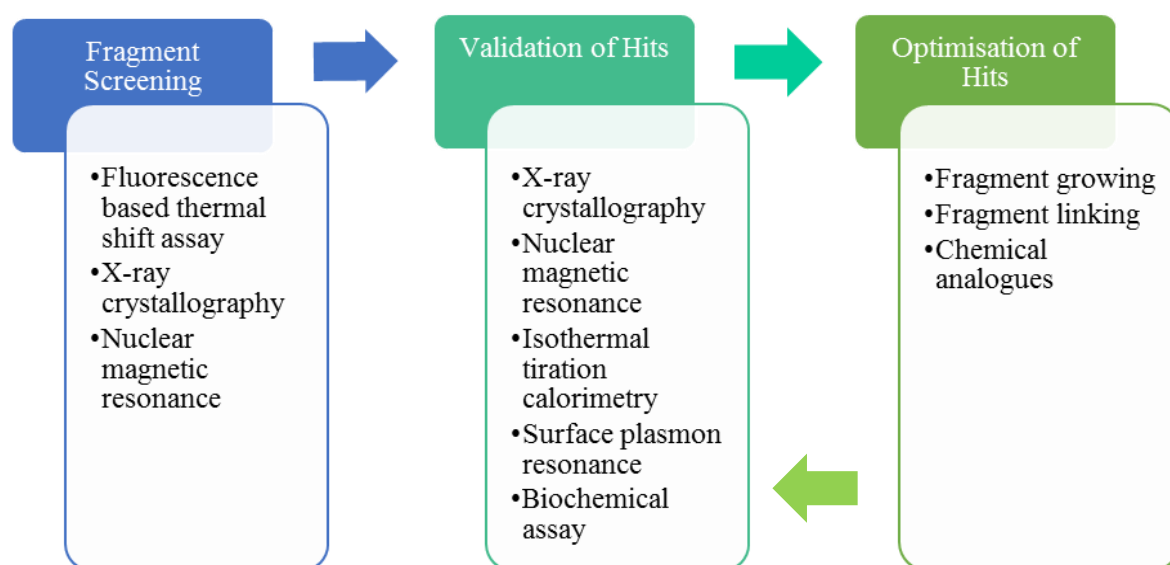 Fragment
Screening
•Fluorescence
based thermal
shift assay
•X-ray
crystallography
•Nuclear
magnetic
resonance
Validation of Hits
•X-ray
crystallography
•Nuclear
magnetic
resonance
•Isothermal
tiration
calorimetry
•Surface plasmon
resonance
•Biochemical
assay
Optimisation of
Hits
•Fragment growing
•Fragment linking
•Chemical
analogues